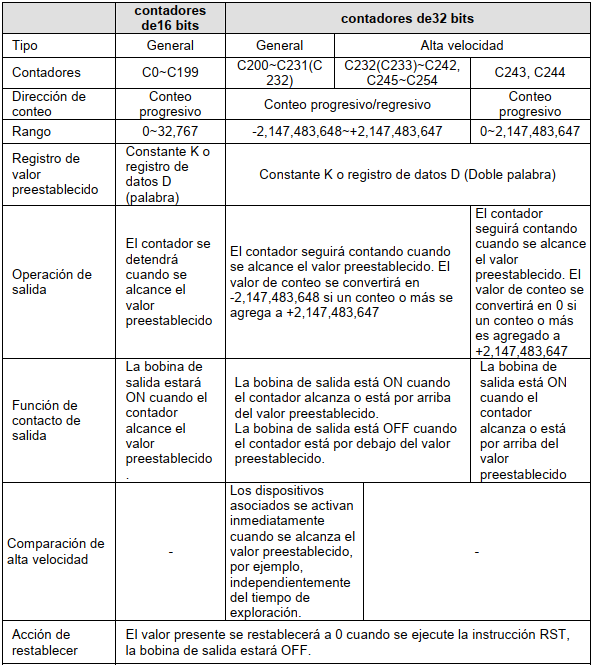 contadores
de16 bits
contadores de32 bits
Tipo
General
General
Alta velocidad
Contadores
C0~C199
C200~C231(C
232)
C232(C233)~C242,
C245~C254
C243, C244
Dirección de
conteo
Conteo
progresivo
Conteo progresivo/regresivo
Conteo
progresivo
Rango
0~32,767
-2,147,483,648~+2,147,483,647
0~2,147,483,647
Registro de
valor
preestablecido
Constante K o
registro de
datos D
(palabra)
Constante K o registro de datos D (Doble palabra)
Operación de
salida
El contador se
detendrá
cuando se
alcance el
valor
preestablecido
El contador seguirá contando cuando
se alcance el valor preestablecido. El
valor de conteo se convertirá en
-2,147,483,648 si un conteo o más se
agrega a +2,147,483,647
El contador
seguirá contando
cuando se alcance
el valor
preestablecido. El
valor de conteo se
convertirá en 0 si
un conteo o más
es agregado a
+2,147,483,647
Función de
contacto de
salida
La bobina de
salida estará
ON cuando el
contador
alcance el
valor
preestablecido
.
La bobina de salida está ON cuando
el contador alcanza o está por arriba
del valor preestablecido.
La bobina de salida está OFF cuando
el contador está por debajo del valor
preestablecido.
La bobina de
salida está ON
cuando el
contador
alcanza o está
por arriba del
valor
preestablecido
Comparación de
alta velocidad
-
Los dispositivos
asociados se activan
inmediatamente
cuando se alcanza el
valor preestablecido,
por ejemplo,
independientemente
del tiempo de
exploración.
-
Acción de
restablecer
El valor presente se restablecerá a 0 cuando se ejecute la instrucción RST,
la bobina de salida estará OFF.